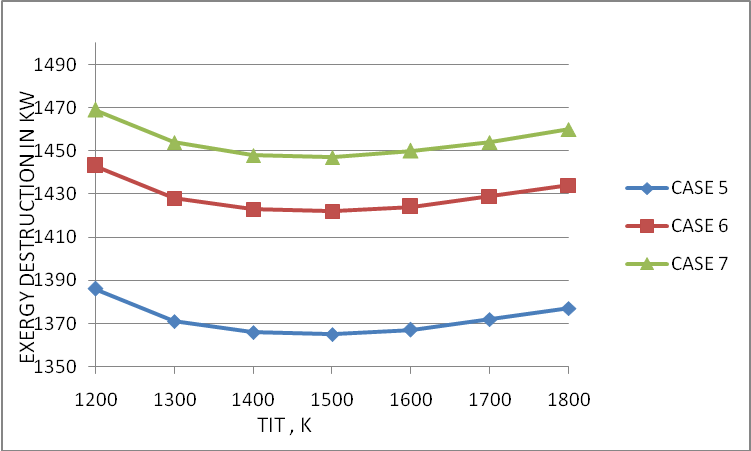 EXERGY DESTRUCTION IN KW
1490
1470
1450
1430
1410
1390
1370
1350
1200 1300 1400 1500 1600 1700 1800
TIT , K
CASE 5
CASE 6
CASE 7